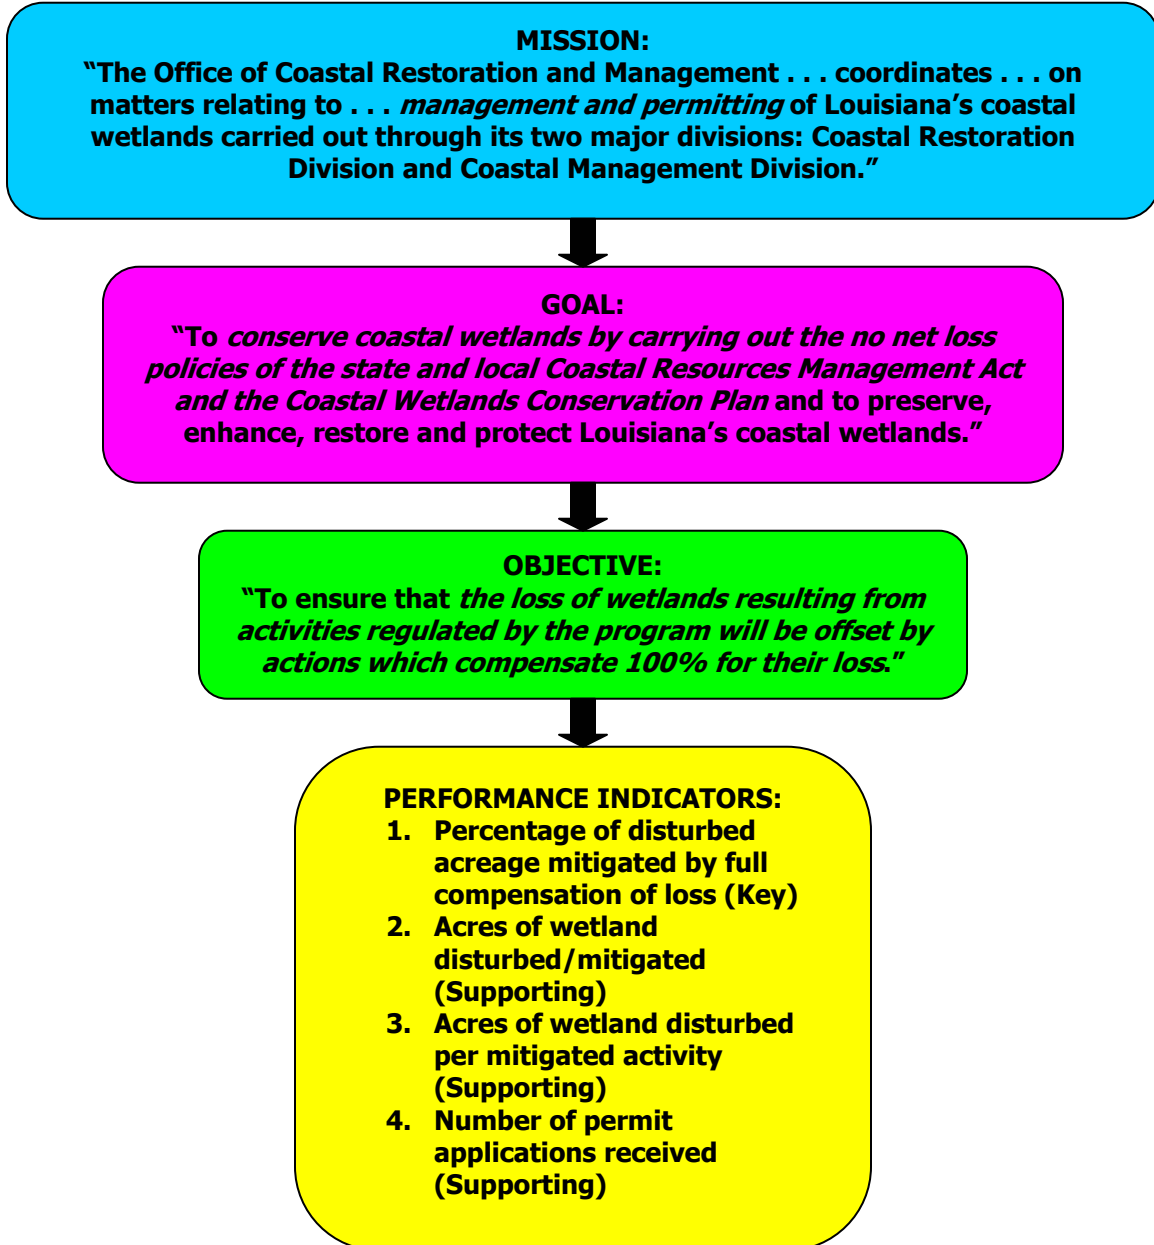 MISSION:
“The Office of Coastal Restoration and Management . . . coordinates . . . on
matters relating to . . . management and permitting of Louisiana’s coastal
wetlands carried out through its two major divisions: Coastal Restoration
Division and Coastal Management Division.”
GOAL:
“To conserve coastal wetlands by carrying out the no net loss
policies of the state and local Coastal Resources Management Act
and the Coastal Wetlands Conservation Plan and to preserve,
enhance, restore and protect Louisiana’s coastal wetlands.”
OBJECTIVE:
“To ensure that the loss of wetlands resulting from
activities regulated by the program will be offset by
actions which compensate 100% for their loss.”
PERFORMANCE INDICATORS:
1. Percentage of disturbed
acreage mitigated by full
compensation of loss (Key)
2. Acres of wetland
disturbed/mitigated
(Supporting)
3. Acres of wetland disturbed
per mitigated activity
(Supporting)
4. Number of permit
applications received
(Supporting)